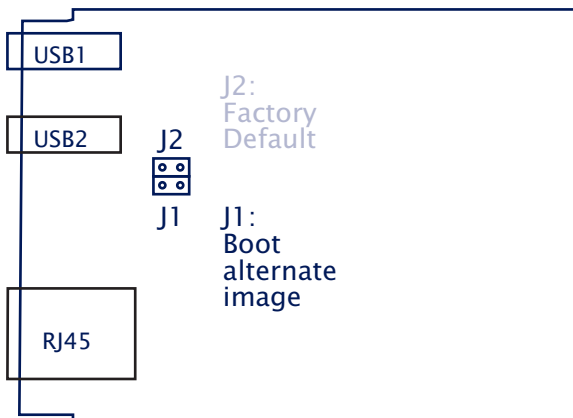 USB1
J2:
Factory
Default
USB2
J2
J1
J1:
Boot
alternate
image
RJ45